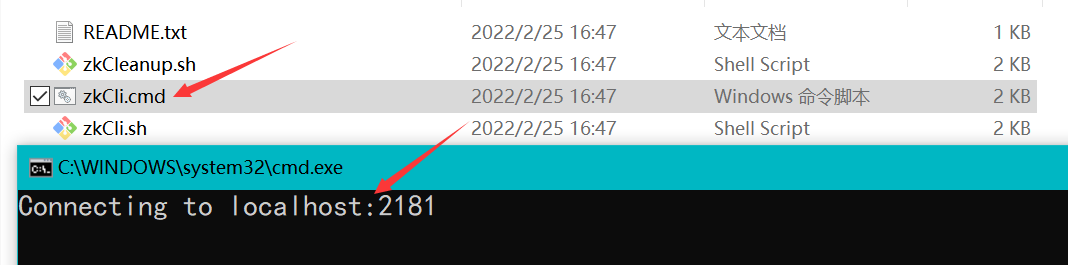 README.txt 2022/2/25 16:47 文本文档 1 KB
zkCleanup.sh 2022/2/25 16:47 Shell Script 2 KB
zkCli.cmd 2022/2/25 16:47 Windows 命令脚本 2 KB
zkCli.sh 2022/2/25 16:47 Shell Script 2 KB
C:\WINDOWS\system32\cmd.exe
Connecting to localhost:2181